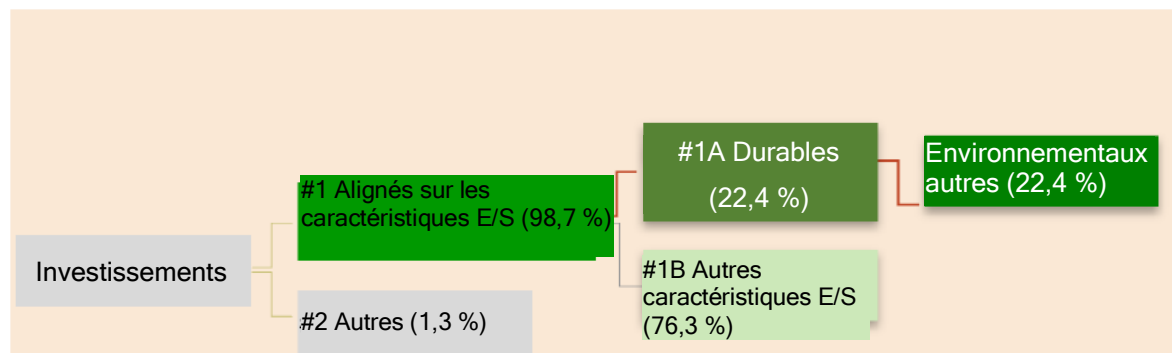 #1A Durables
(22,4 %)
Environnementaux
autres (22,4 %)
#1 Alignés sur les
caractéristiques E/S (98,7 %)
Investissements
#1B Autres
caractéristiques E/S
(76,3 %)
#2 Autres (1,3 %)